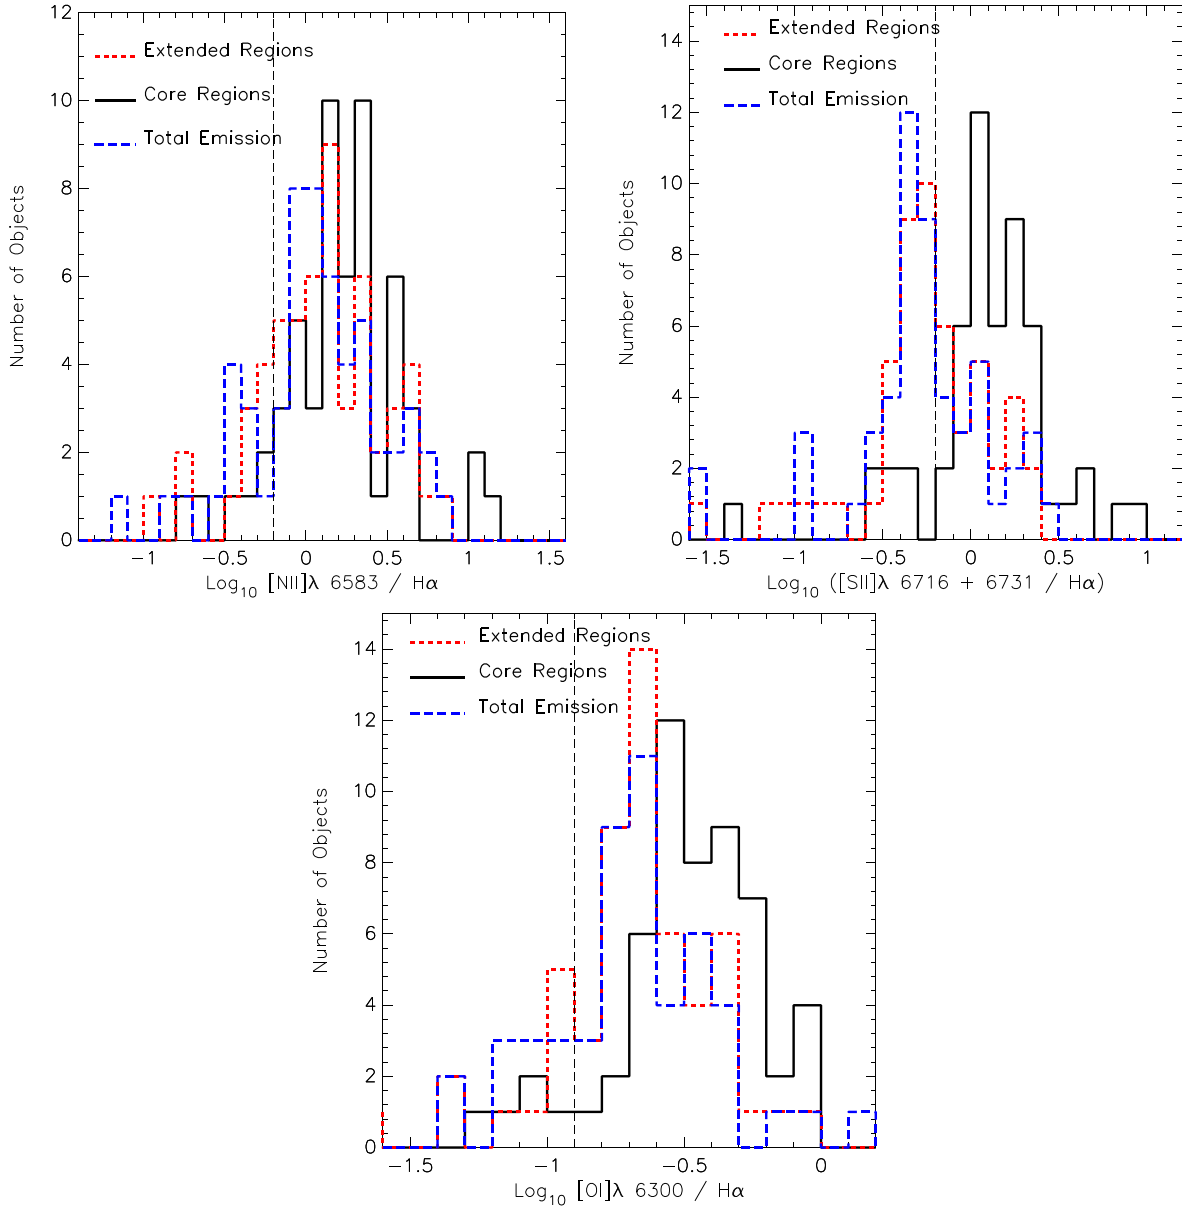 12
10
8
6
4
2
0
Number of Objects
Extended Regions
Core Regions
Total Emission
−1
−0.5
0
0.5
1
1.5
Log10 [NII]λ 6583 / Hα
14
12
10
8
6
4
2
0
Number of Objects
Extended Regions
Core Regions
Total Emission
−1.5
−1
−0.5
0
0.5
1
Log10 ([SII]λ 6716 + 6731 / Hα)
14
12
10
8
6
4
2
0
Number of Objects
Extended Regions
Core Regions
Total Emission
−1.5
−1
−0.5
0
Log10 [OI]λ 6300 / Hα